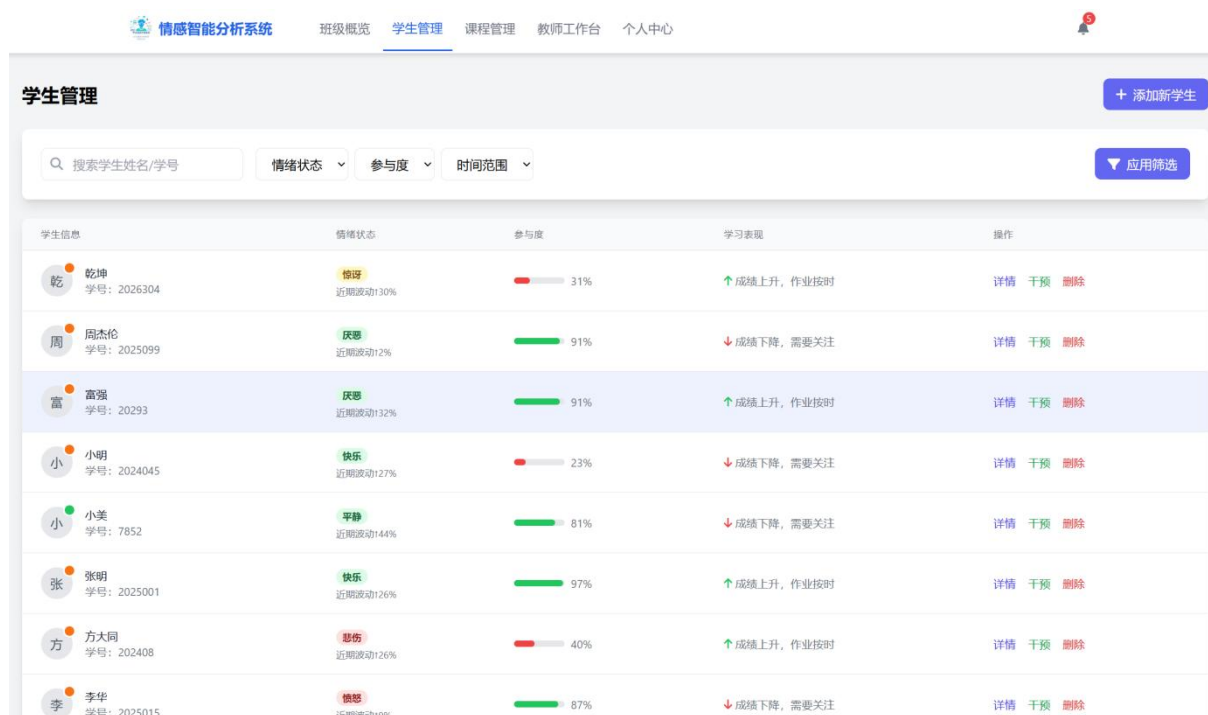 情感智能分析系统 班级概览 学生管理 课程管理 教师工作台 个人中心 5
学生管理
+ 添加新学生
搜索学生姓名/学号 情绪状态 参与度 时间范围 应用筛选
学生信息 情绪状态 参与度 学习表现 操作
乾 乾坤 惊讶 31% ↑成绩上升，作业按时 详情 干预 删除
学号：2026304 近期波动↑30%
周 周杰伦 厌恶 91% ↓成绩下降，需要关注 详情 干预 删除
学号：2025099 近期波动↑2%
富 富强 厌恶 91% ↑成绩上升，作业按时 详情 干预 删除
学号：20293 近期波动↑32%
小 小明 快乐 23% ↓成绩下降，需要关注 详情 干预 删除
学号：2024045 近期波动↑27%
小 小美 平静 81% ↓成绩下降，需要关注 详情 干预 删除
学号：7852 近期波动↑44%
张 张明 快乐 97% ↑成绩上升，作业按时 详情 干预 删除
学号：2025001 近期波动↑26%
方 方大同 悲伤 40% ↑成绩上升，作业按时 详情 干预 删除
学号：202408 近期波动↑26%
李 李华 愤怒 87% ↓成绩下降，需要关注 详情 干预 删除
学号：2025015